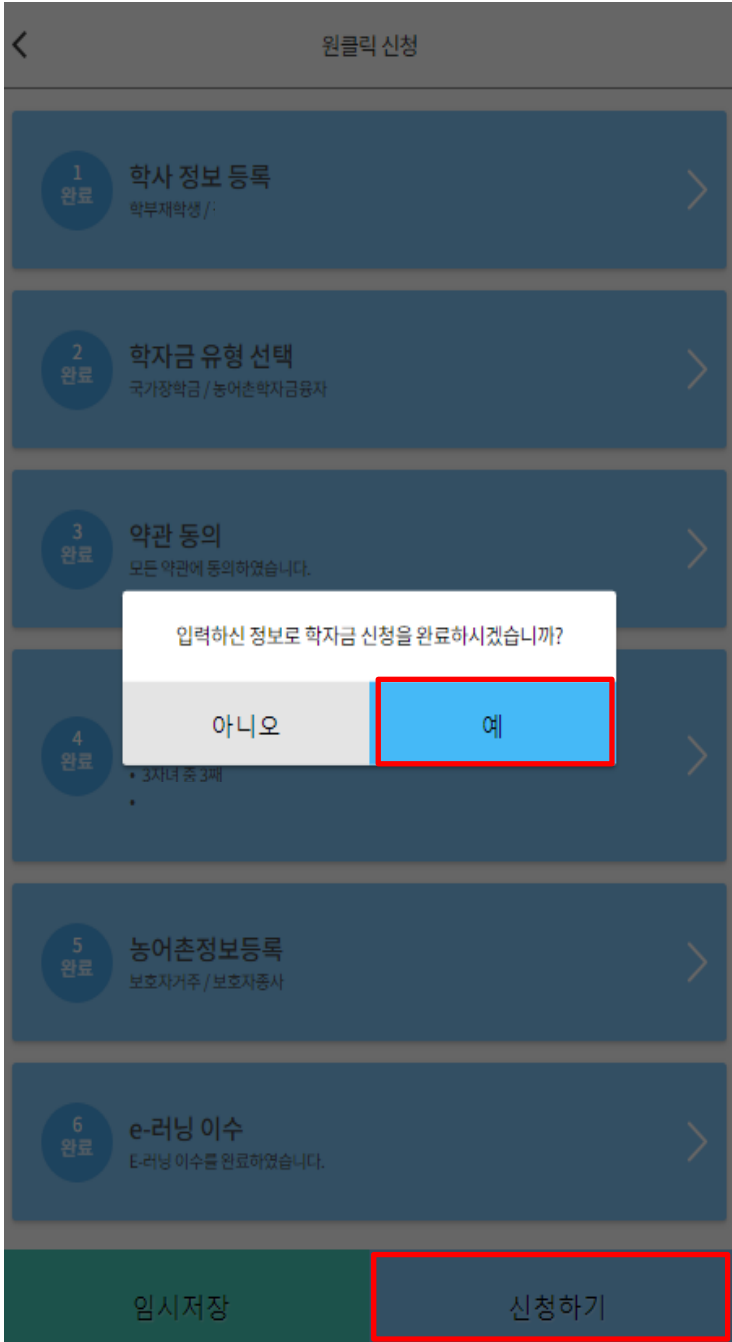 원클릭 신청
1
완료
학사 정보 등록
학부재학생 /
2
완료
학자금 유형 선택
국가장학금 / 농어촌학자금융자
3
완료
약관 동의
모든 약관에 동의하였습니다.
입력하신 정보로 학자금 신청을 완료하시겠습니까?
아니오
예
4
완료
• 3자녀 중 3째
•
5
완료
농어촌정보등록
보호자거주 / 보호자종사
6
완료
e-러닝 이수
E-러닝 이수를 완료하였습니다.
임시저장
신청하기